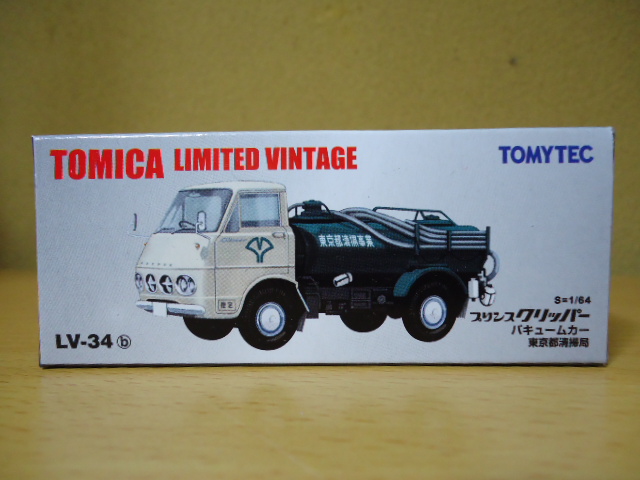 TOMICA LIMITED VINTAGE
TOMYTEC
東京都清掃事業
S=1/64
プリンスクリッパー
バキュームカー
東京都清掃局
LV-34 ⓑ